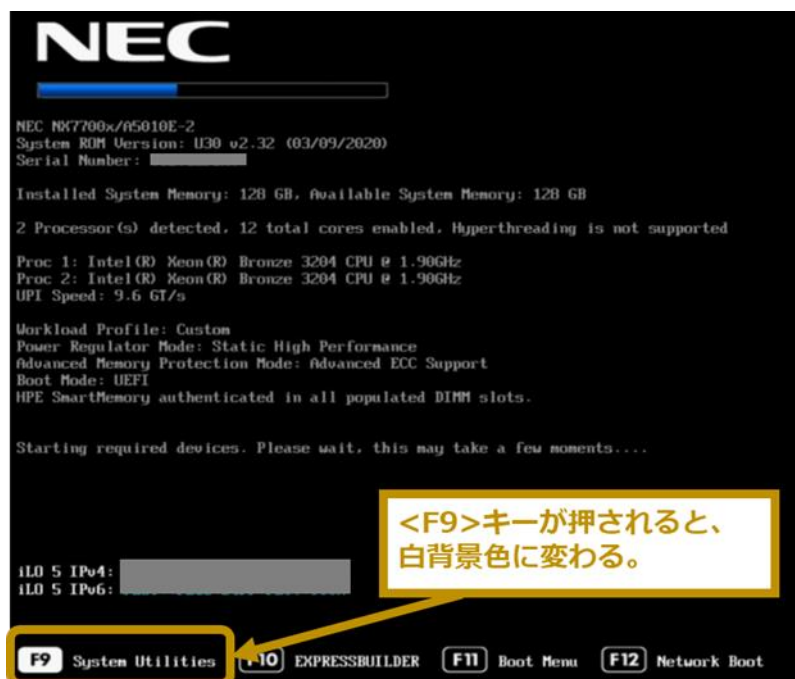 NEC
NEC NX7700x/A5010E-2
System ROM Version: U30 v2.32 (03/09/2020)
Serial Number:
Installed System Memory: 128 GB, Available System Memory: 128 GB
2 Processor(s) detected, 12 total cores enabled, Hyperthreading is not supported
Proc 1: Intel(R) Xeon(R) Bronze 3204 CPU @ 1.90GHz
Proc 2: Intel(R) Xeon(R) Bronze 3204 CPU @ 1.90GHz
UPI Speed: 9.6 GT/s
Workload Profile: Custom
Power Regulator Mode: Static High Performance
Advanced Memory Protection Mode: Advanced ECC Support
Boot Mode: UEFI
HPE SmartMemory authenticated in all populated DIMM slots.
Starting required devices. Please wait, this may take a few moments....
<F9>キーが押されると、
白背景色に変わる。
iLO 5 IPv4:
iLO 5 IPv6:
F9 System Utilities F10 EXPRESSBUILDER F11 Boot Menu F12 Network Boot